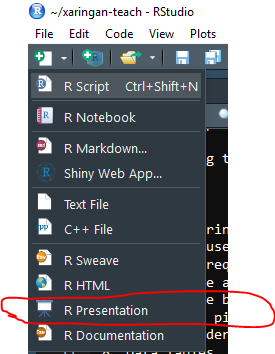 ~/xaringan-teach - RStudio
File Edit Code View Plots
R Script Ctrl+Shift+N
R Notebook
R Markdown...
Shiny Web App...
Text File
C++ File
R Sweave
R HTML
R Presentation
R Documentation